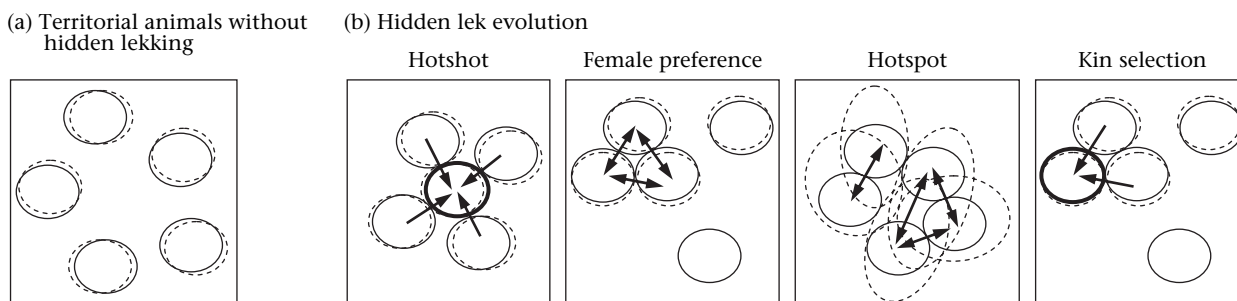 (a) Territorial animals without
hidden lekking
(b) Hidden lek evolution
Hotshot
Female preference
Hotspot
Kin selection